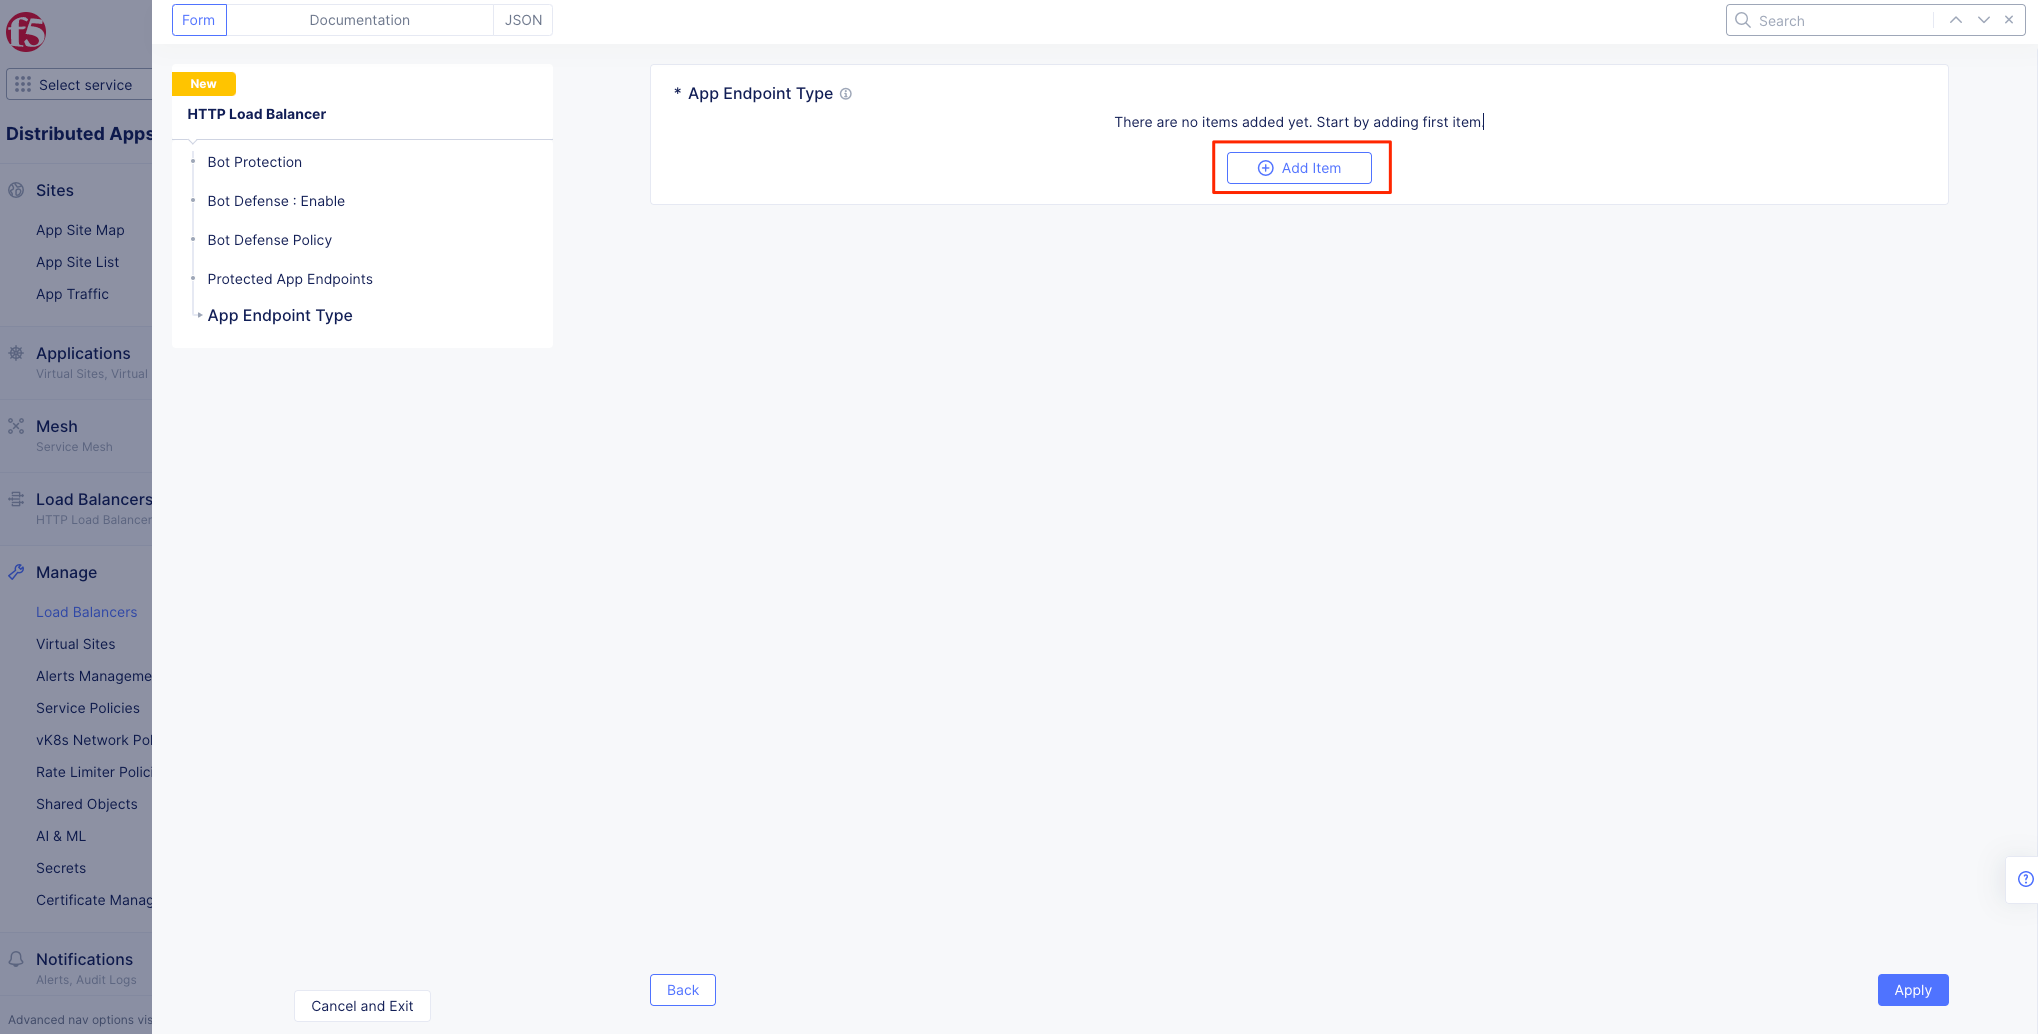 f5
Select service
Distributed Apps
Sites
App Site Map
App Site List
App Traffic
Applications
Virtual Sites, Virtual
Mesh
Service Mesh
Load Balancers
HTTP Load Balancer
Manage
Load Balancers
Virtual Sites
Alerts Manageme
Service Policies
vK8s Network Pol
Rate Limiter Polici
Shared Objects
AI & ML
Secrets
Certificate Manag
Notifications
Alerts, Audit Logs
Advanced nav options vis
Form Documentation JSON
Search
New
HTTP Load Balancer
Bot Protection
Bot Defense : Enable
Bot Defense Policy
Protected App Endpoints
App Endpoint Type
* App Endpoint Type
There are no items added yet. Start by adding first item.
Add Item
Cancel and Exit
Back
Apply